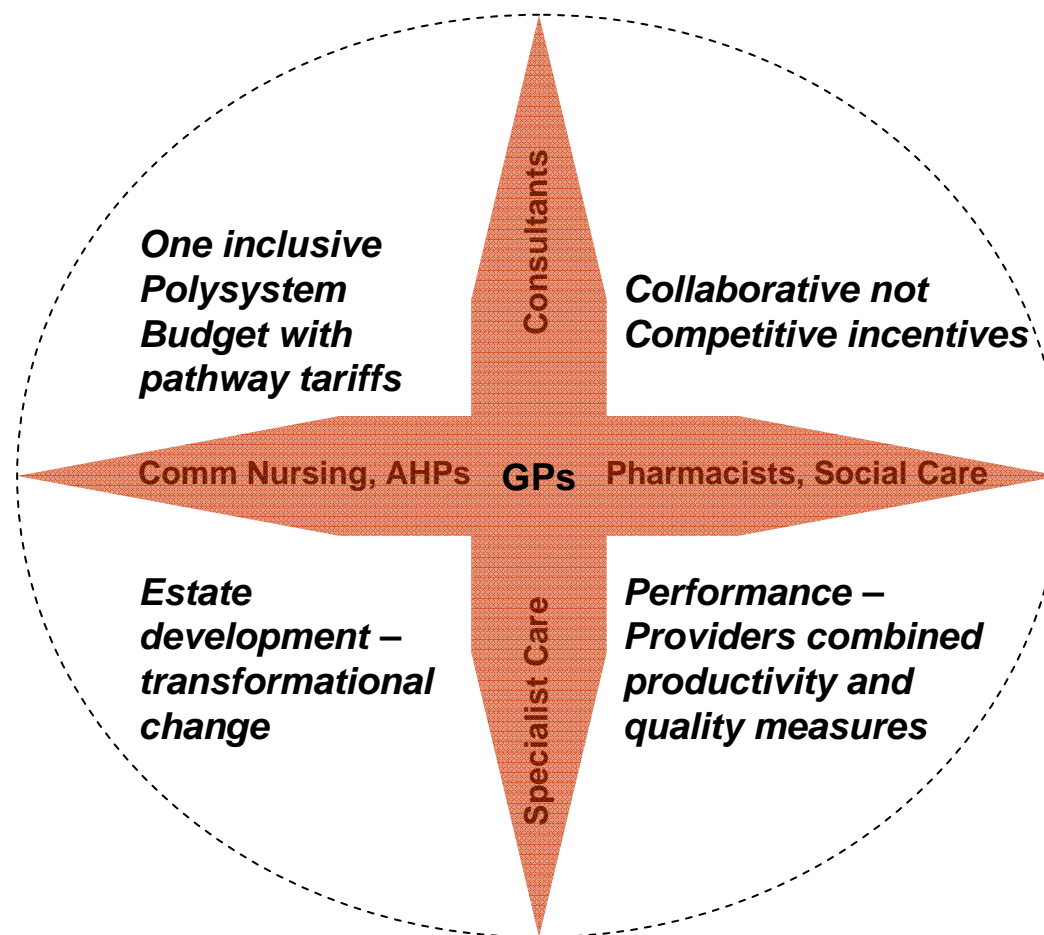 Consultants
One inclusive
Polysystem
Budget with
pathway tariffs
Collaborative not
Competitive incentives
Comm Nursing, AHPs
GPs
Pharmacists, Social Care
Estate
development –
transformational
change
Specialist Care
Performance –
Providers combined
productivity and
quality measures